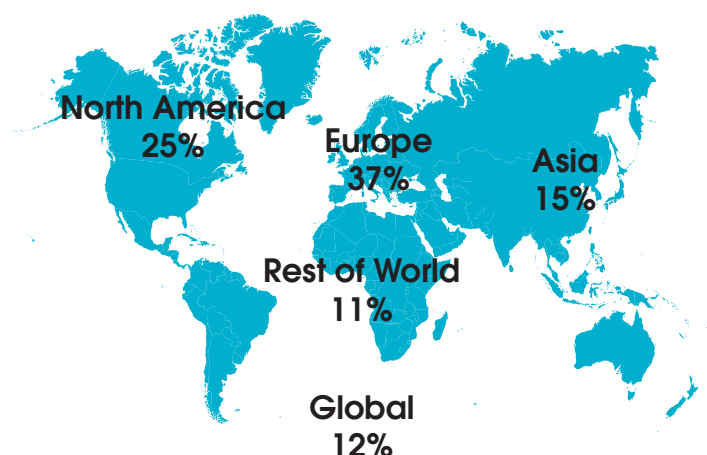 North America
25%
Europe
37%
Asia
15%
Rest of World
11%
Global
12%